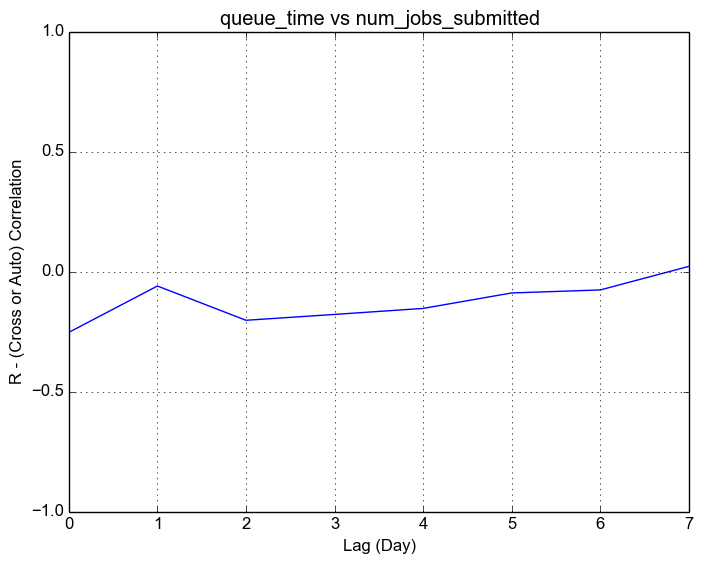 queue_time vs num_jobs_submitted
1.0
0.5
0.0
−0.5
−1.0
R - (Cross or Auto) Correlation
0 1 2 3 4 5 6 7
Lag (Day)